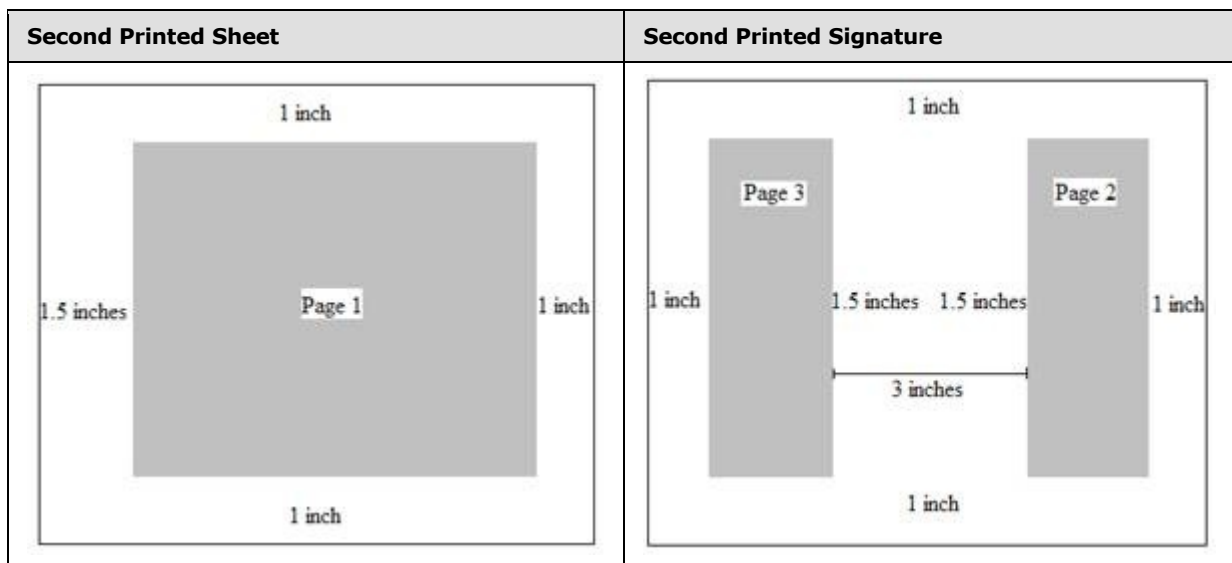 Second Printed Sheet
Second Printed Signature
1 inch
Page 1
1.5 inches
1 inch
1 inch
1 inch
Page 3
Page 2
1 inch
1.5 inches
1.5 inches
1 inch
3 inches
1 inch